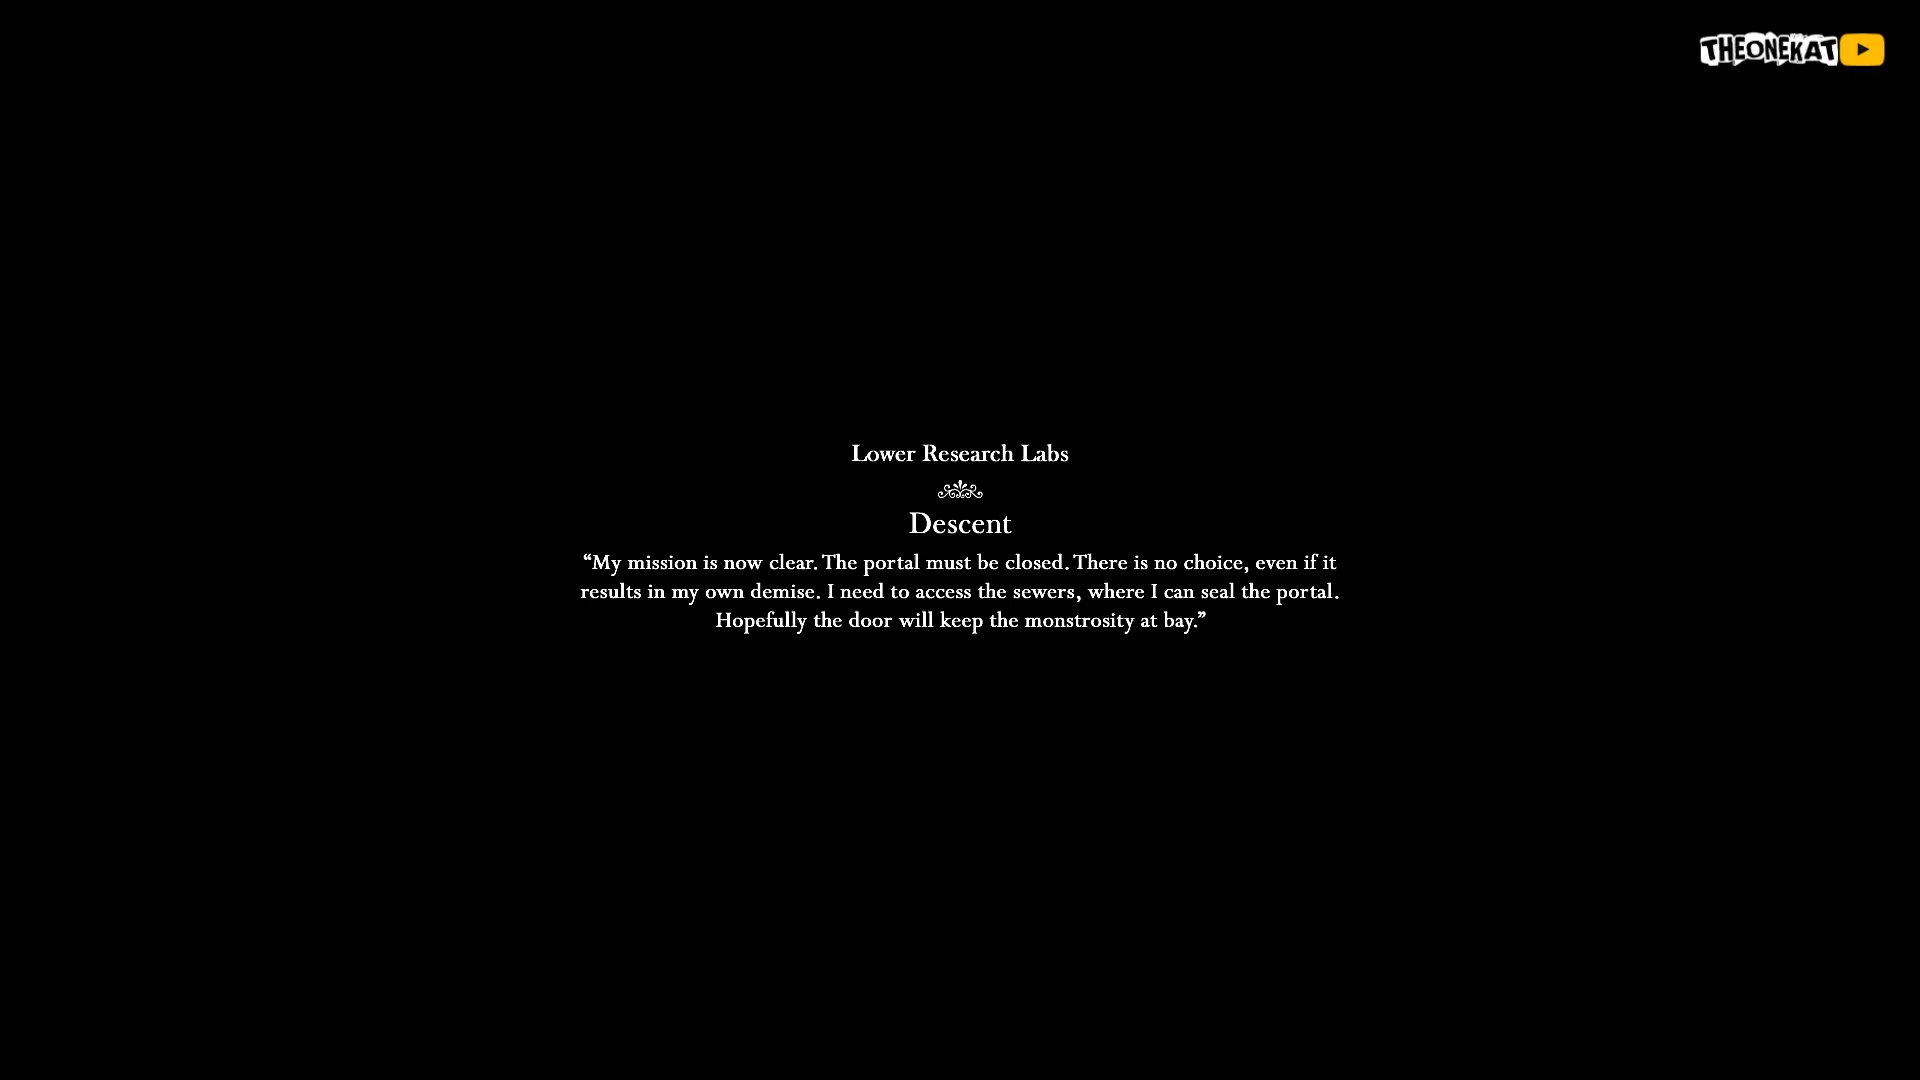 THEONEKAT
Lower Research Labs
Descent
“My mission is now clear. The portal must be closed. There is no choice, even if it
results in my own demise. I need to access the sewers, where I can seal the portal.
Hopefully the door will keep the monstrosity at bay.”